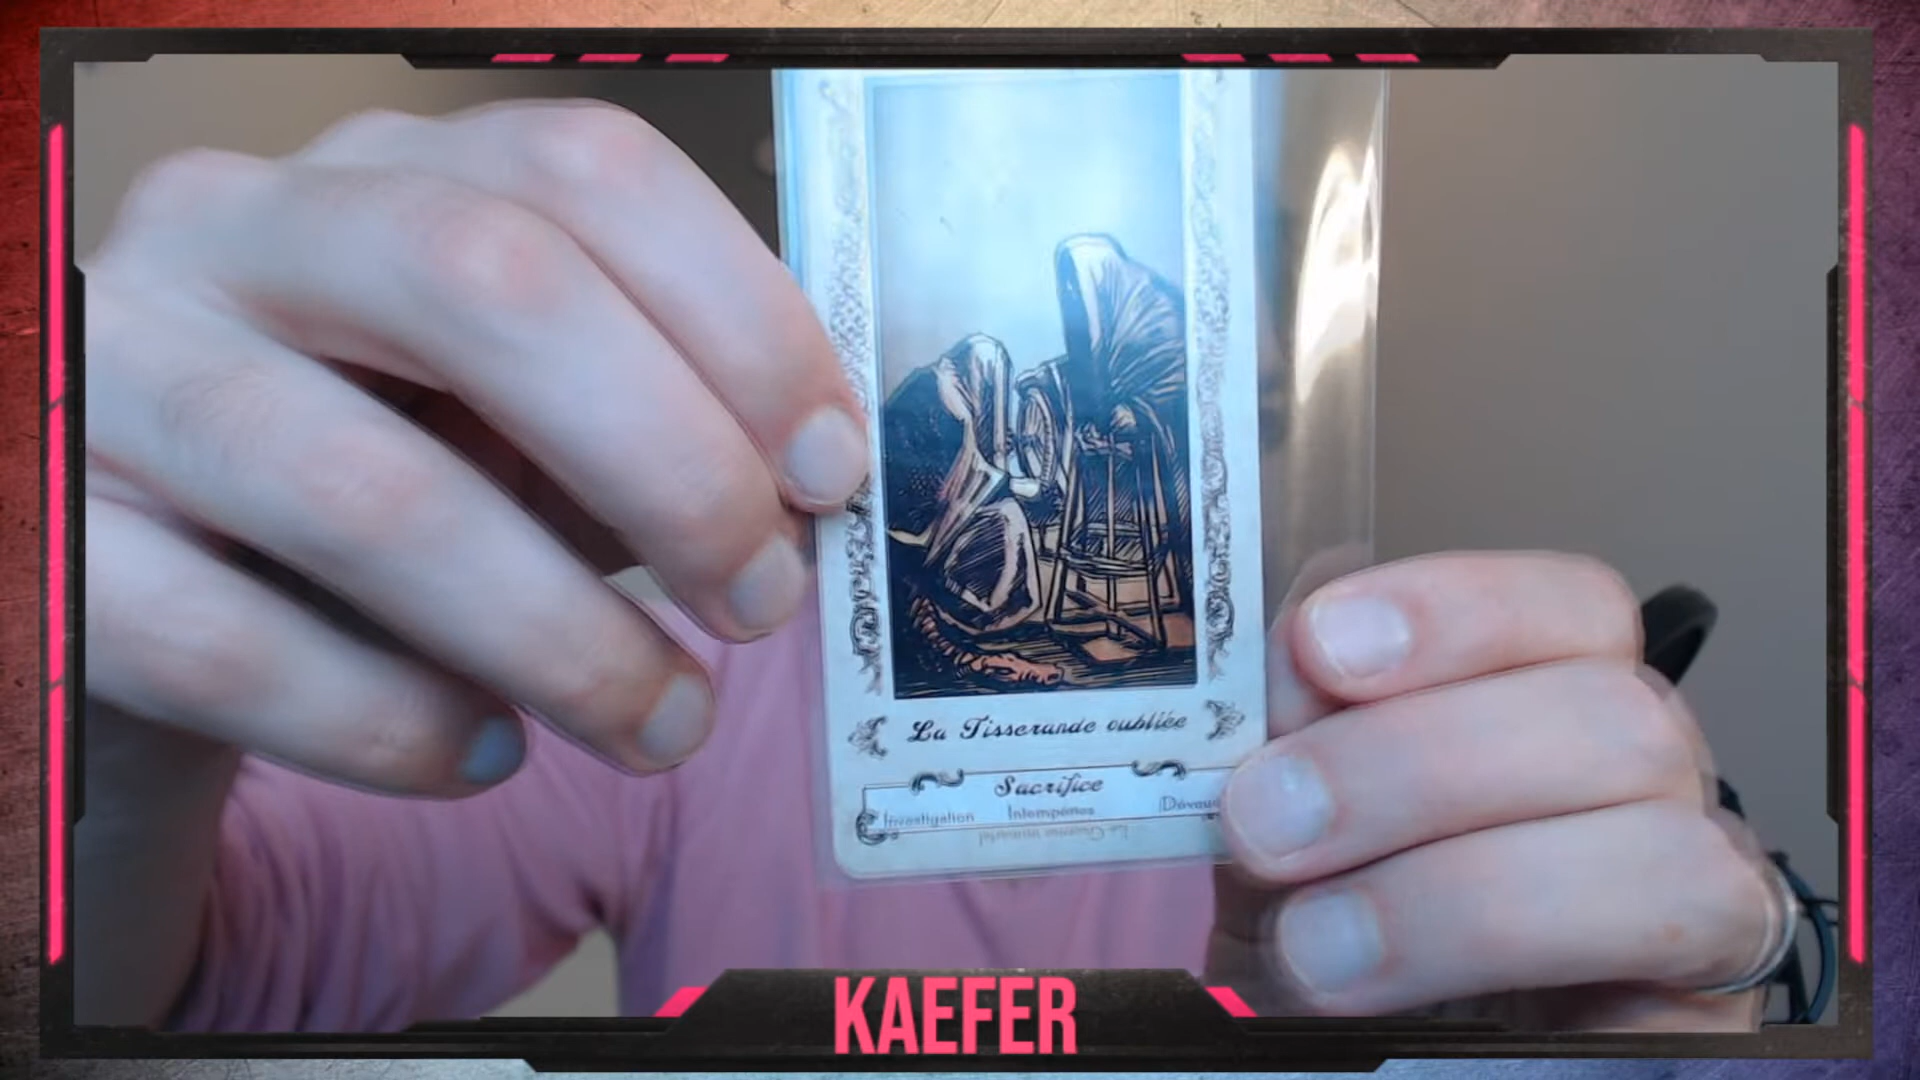 La Tisserande oubliée
Sacrifice
Investigation Intempéries
KAEFER